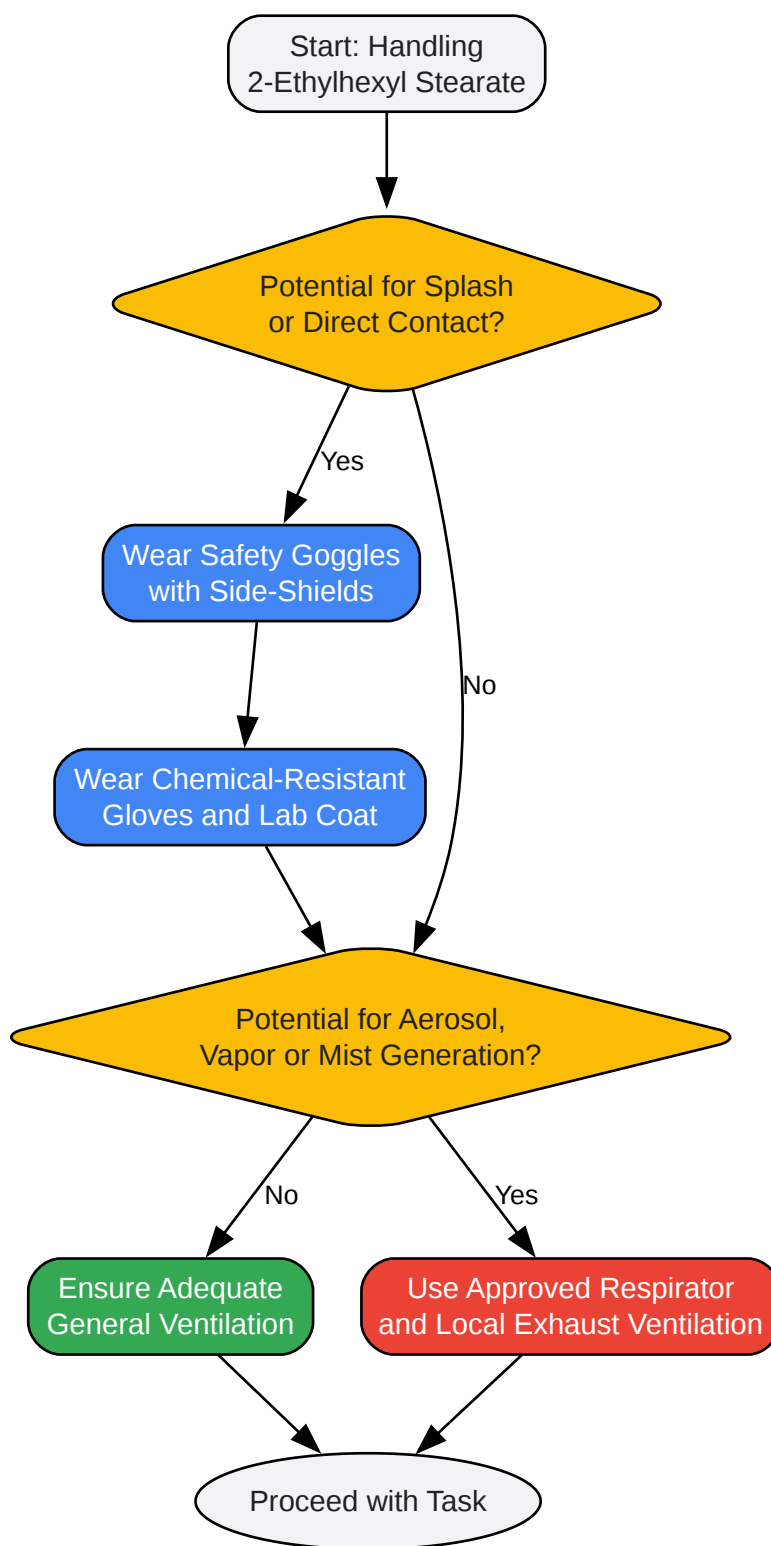 Start: Handling
2-Ethylhexyl Stearate
Potential for Splash
or Direct Contact?
Yes
Wear Safety Goggles
with Side-Shields
No
Wear Chemical-Resistant
Gloves and Lab Coat
Potential for Aerosol,
Vapor or Mist Generation?
No
Yes
Ensure Adequate
General Ventilation
Use Approved Respirator
and Local Exhaust Ventilation
Proceed with Task